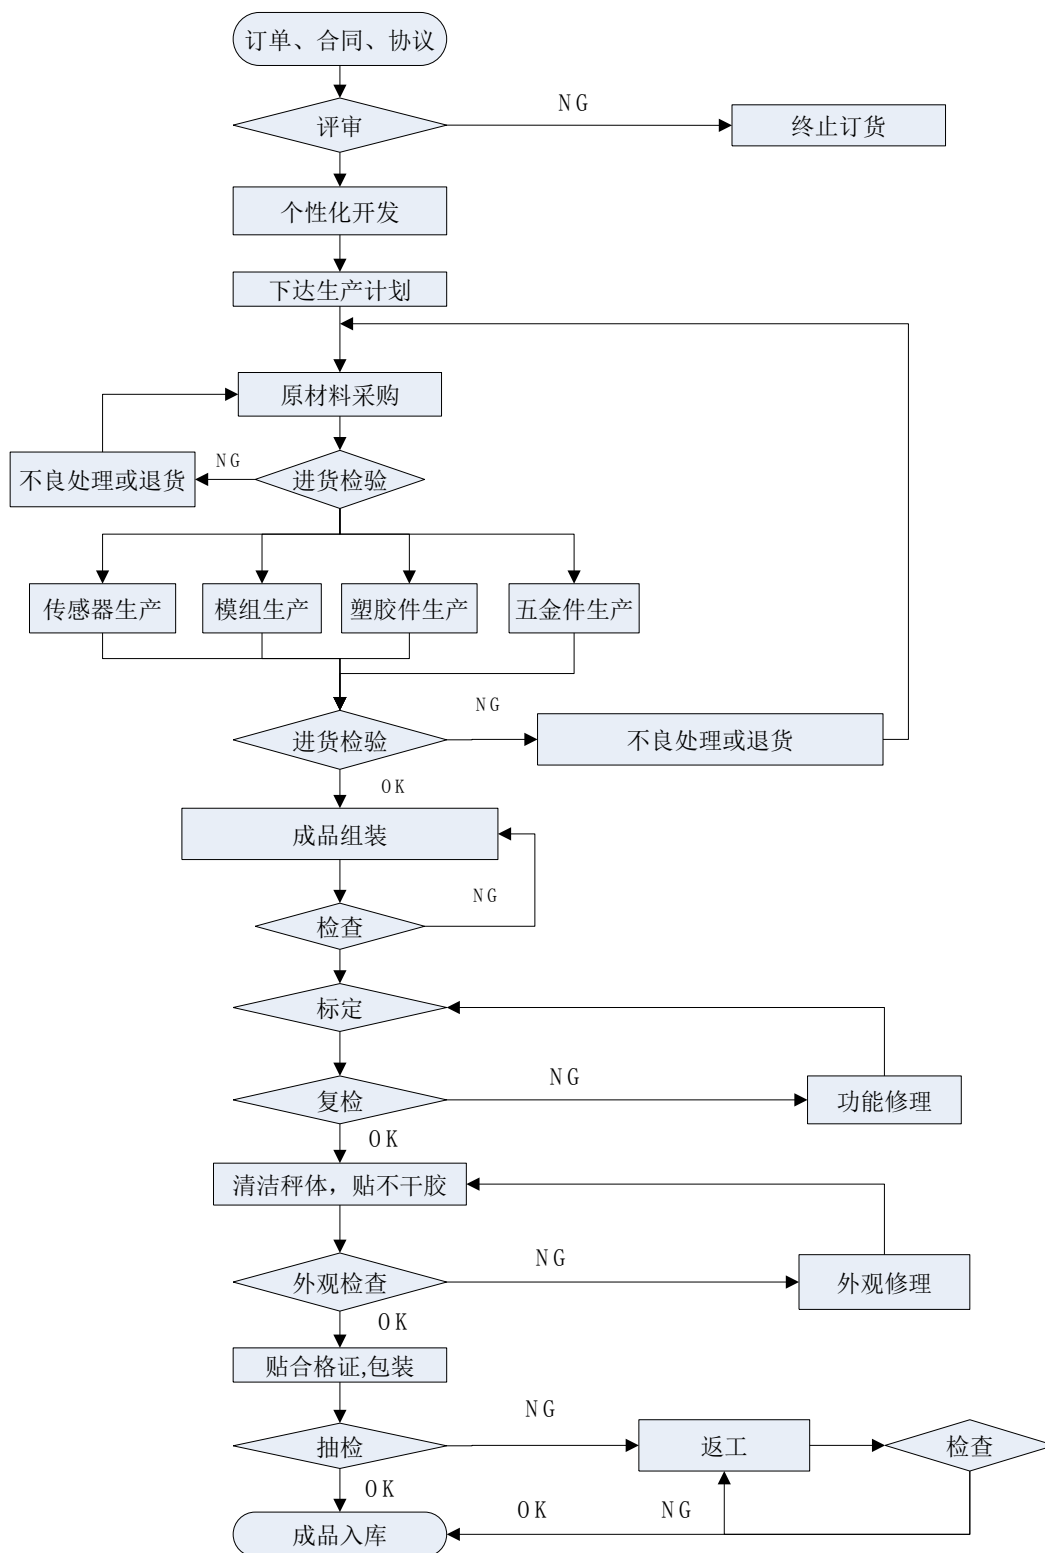 订单、合同、协议
NG
评审
终止订货
个性化开发
下达生产计划
原材料采购
NG
不良处理或退货
进货检验
传感器生产
模组生产
塑胶件生产
五金件生产
NG
进货检验
不良处理或退货
OK
成品组装
NG
检查
标定
NG
复检
功能修理
OK
清洁秤体，贴不干胶
NG
外观检查
外观修理
OK
贴合格证,包装
NG
抽检
返工
检查
OK
OK
NG
成品入库